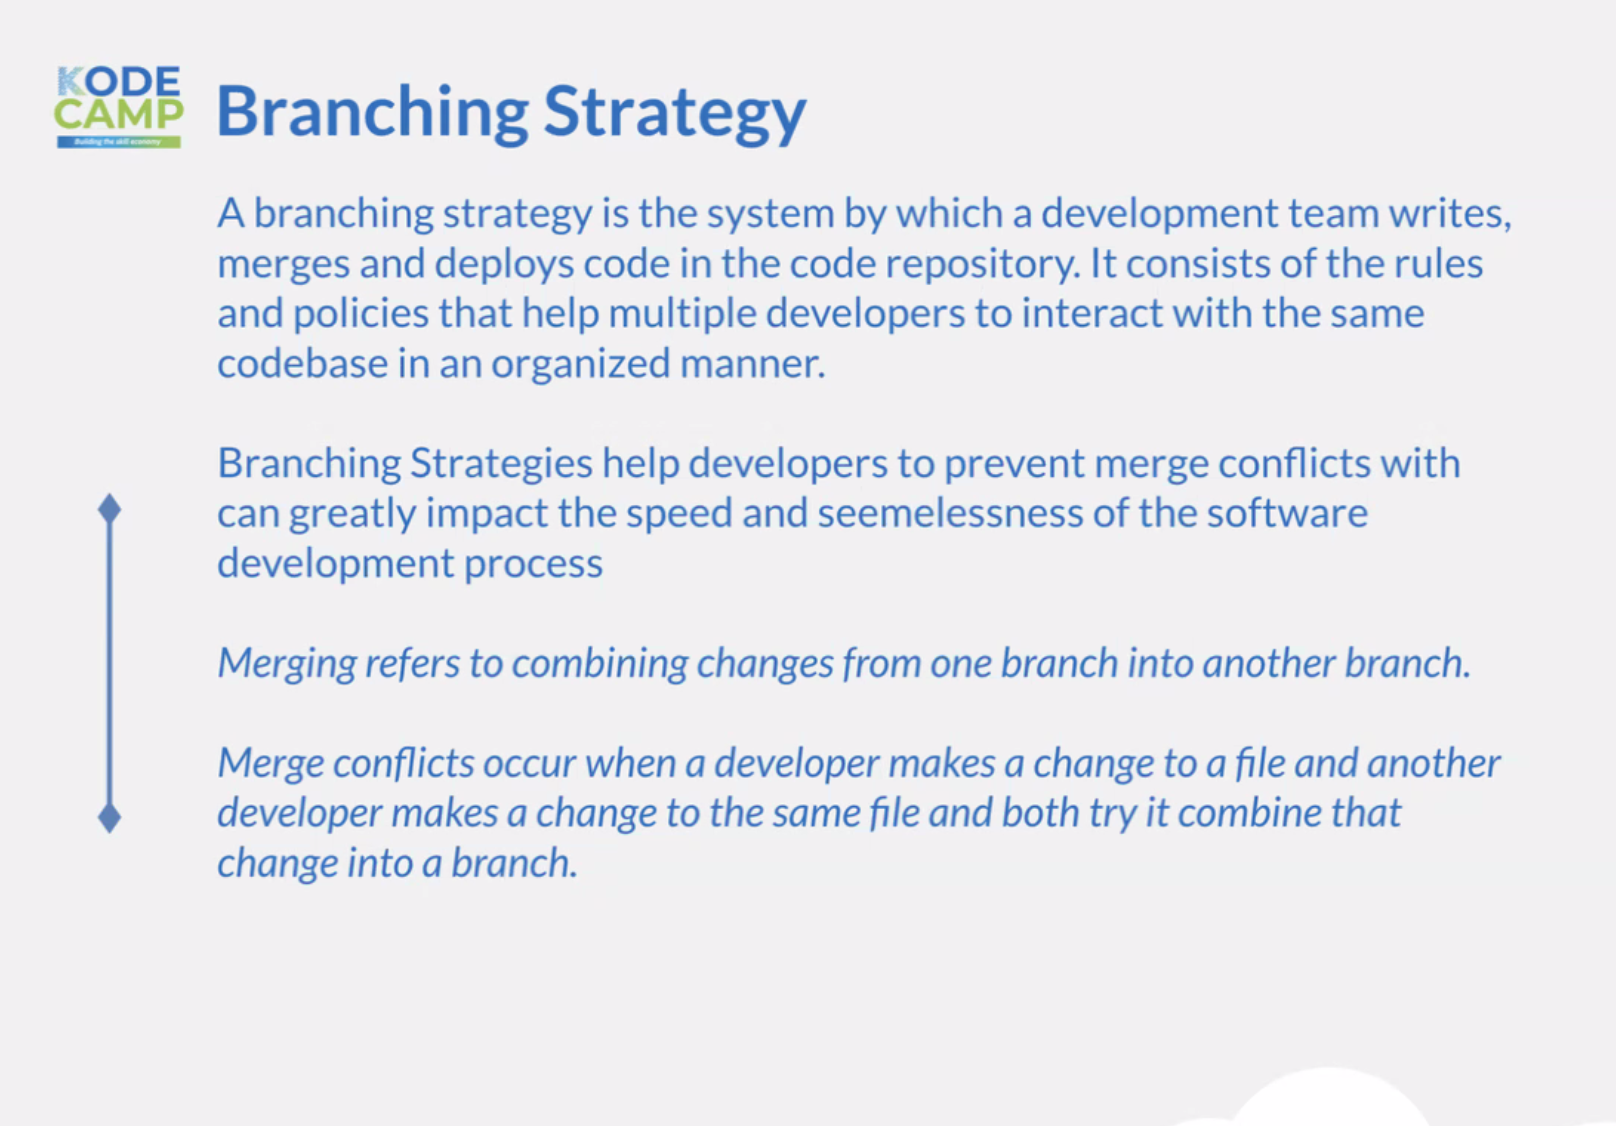 KODE
CAMP
Building the skill economy
Branching Strategy
A branching strategy is the system by which a development team writes,
merges and deploys code in the code repository. It consists of the rules
and policies that help multiple developers to interact with the same
codebase in an organized manner.
Branching Strategies help developers to prevent merge conflicts with
can greatly impact the speed and seemelessness of the software
development process
Merging refers to combining changes from one branch into another branch.
Merge conflicts occur when a developer makes a change to a file and another
developer makes a change to the same file and both try it combine that
change into a branch.